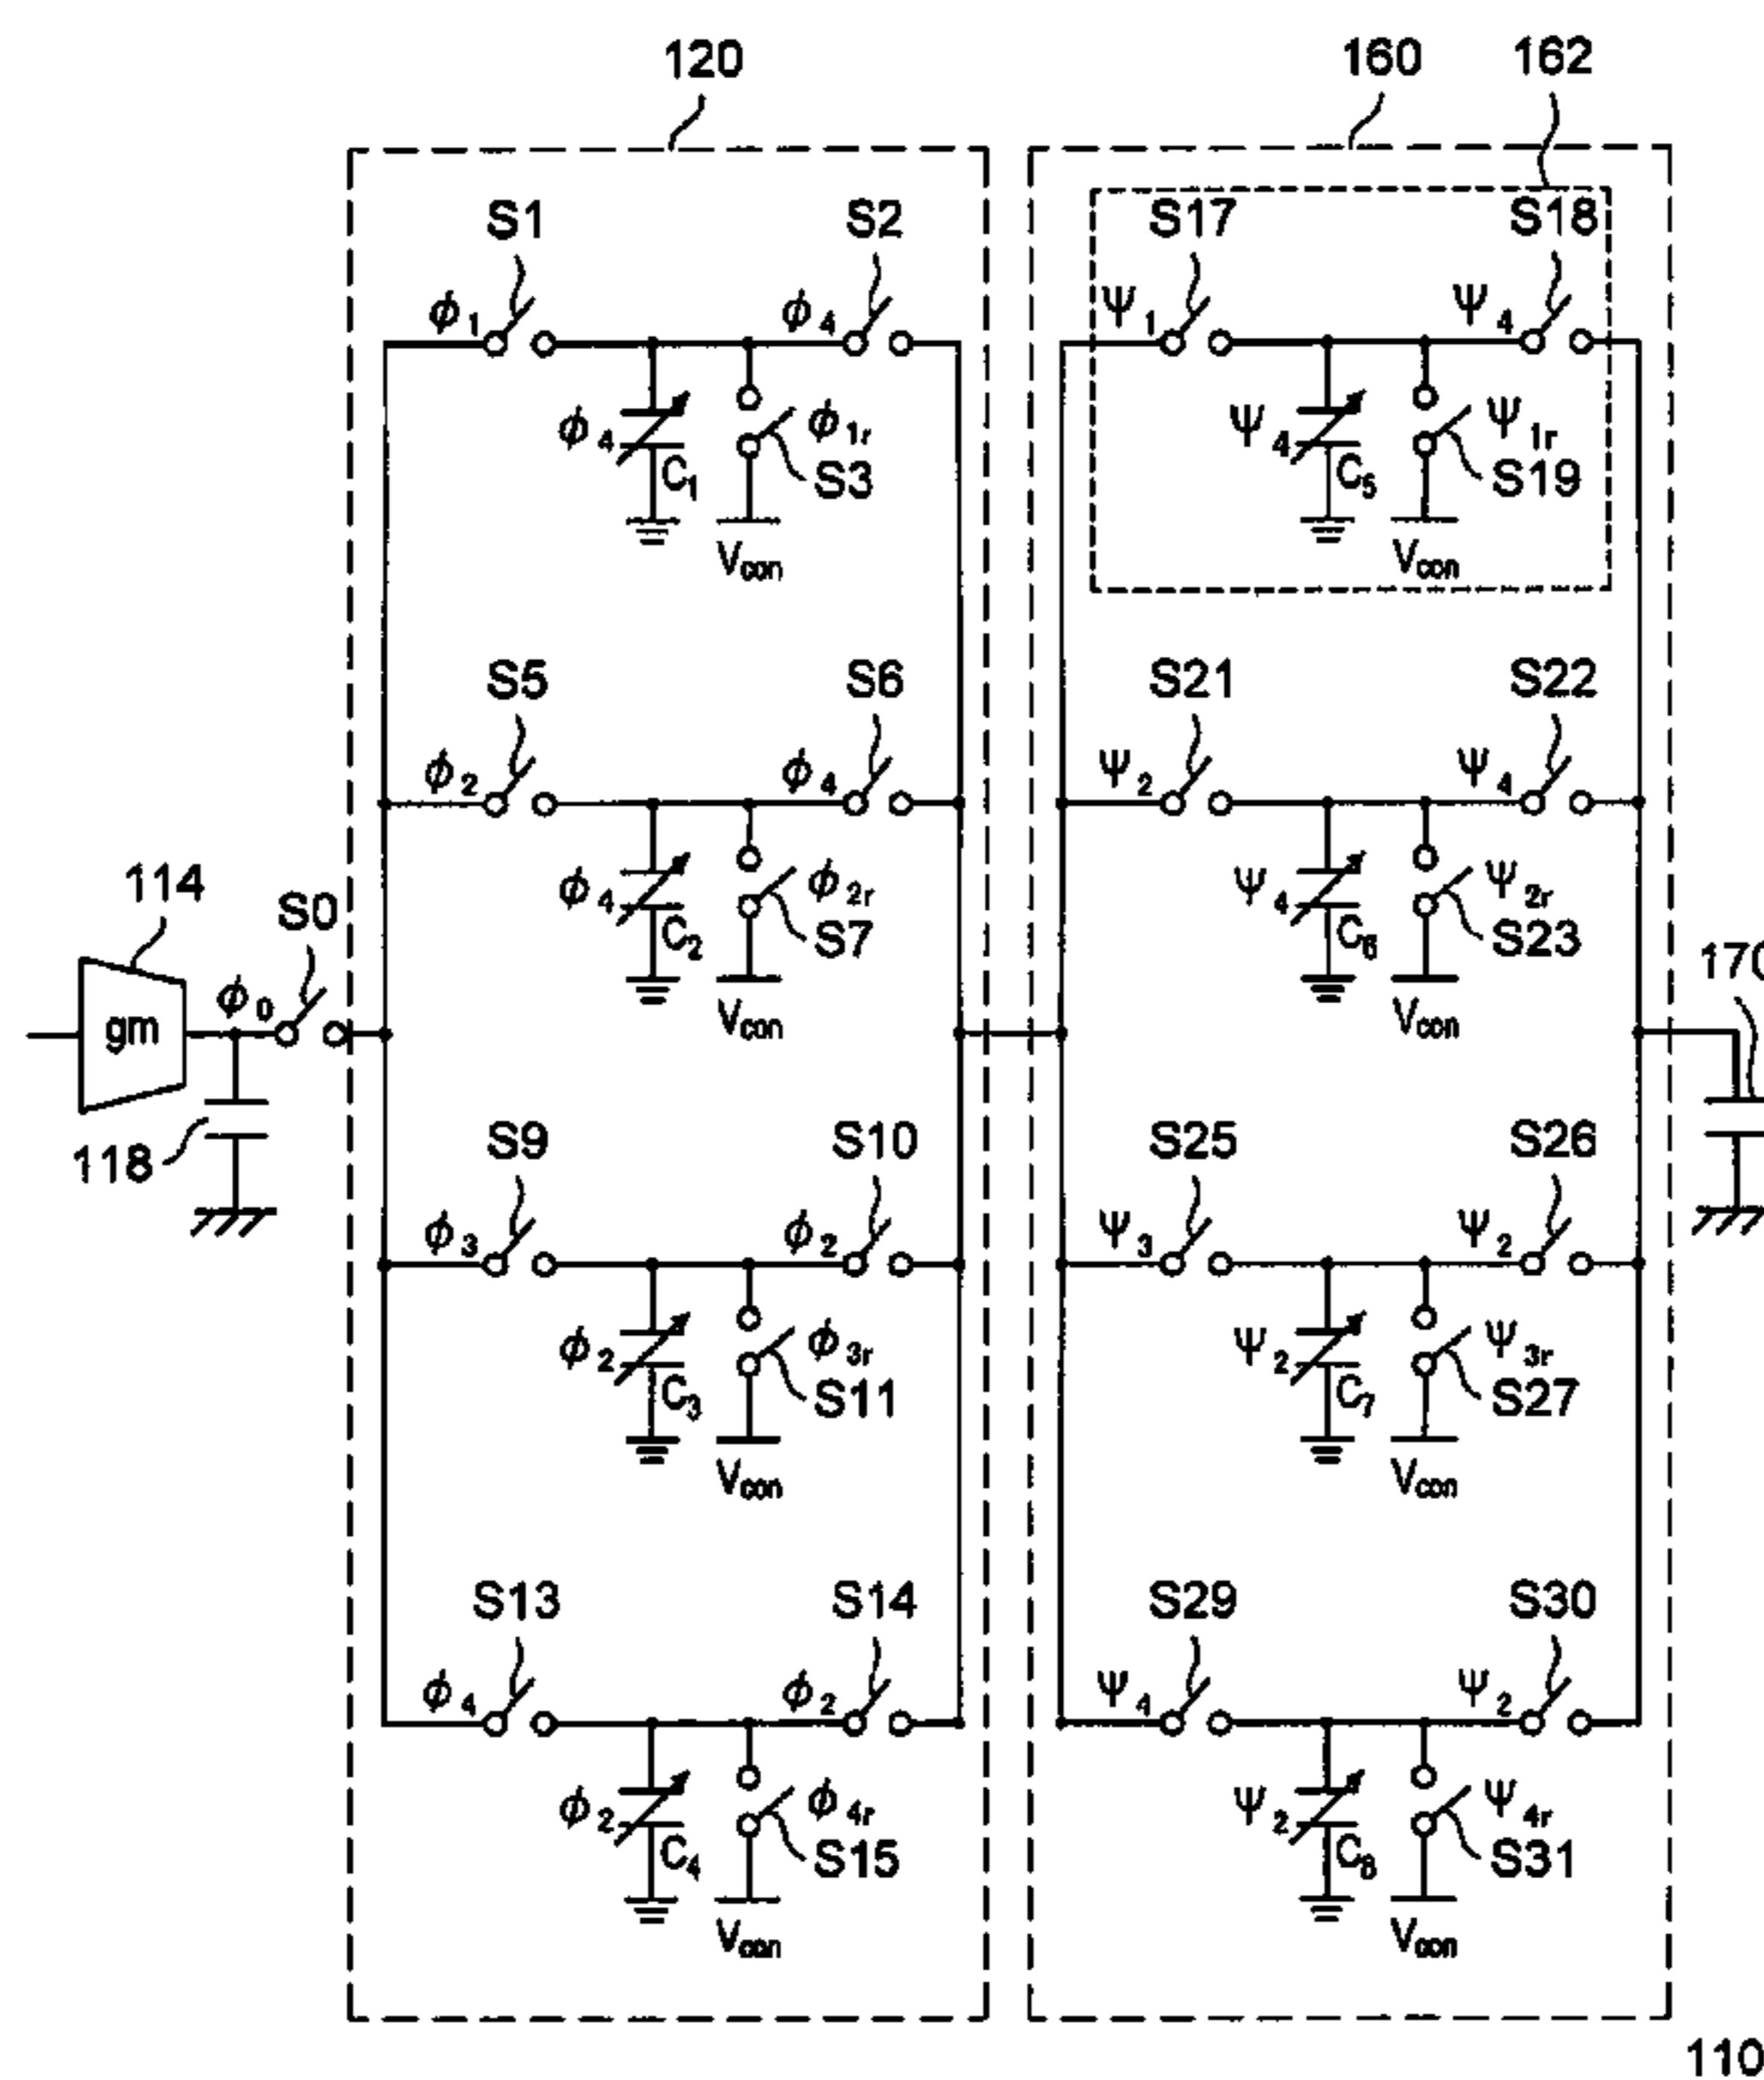 120
160
162
S1
S2
S17
S18
ϕ1
ϕ4
ψ1
ψ4
ϕ4
C1
ϕ1r
S3
Vcon
ψ4
C5
ψ1r
S19
Vcon
S5
S6
S21
S22
ϕ2
ϕ4
ψ2
ψ4
ϕ4
C2
ϕ2r
S7
Vcon
ψ4
C6
ψ2r
S23
Vcon
114
S0
gm
ϕ0
118
170
S9
S10
S25
S26
ϕ3
ϕ2
ψ3
ψ2
ϕ2
C3
ϕ3r
S11
Vcon
ψ2
C7
ψ3r
S27
Vcon
S13
S14
S29
S30
ϕ4
ϕ2
ψ4
ψ2
ϕ2
C4
ϕ4r
S15
Vcon
ψ2
C8
ψ4r
S31
Vcon
110